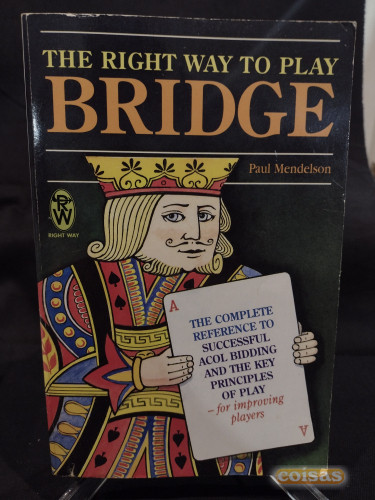 THE RIGHT WAY TO PLAY
BRIDGE
Paul Mendelson
RW
RIGHT WAY
A
THE COMPLETE
REFERENCE TO
SUCCESSFUL
ACOL BIDDING
AND THE KEY
PRINCIPLES
OF PLAY
– for improving
players
A
coisas